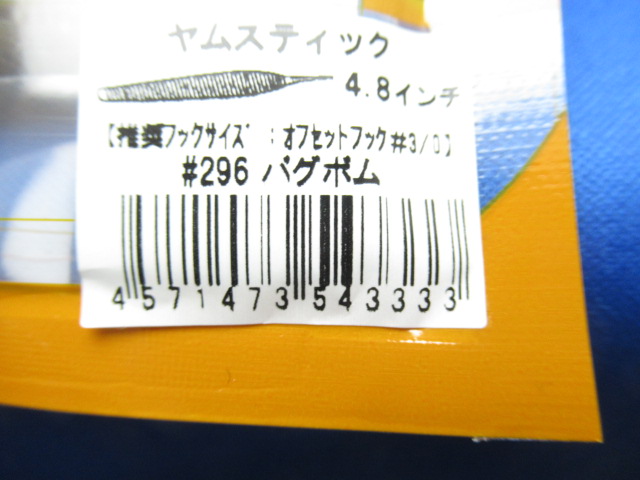 ヤムスティック
4.8インチ
【推奨フックサイズ:オフセットフック#3/0】
#296 バグボム
4571473543333